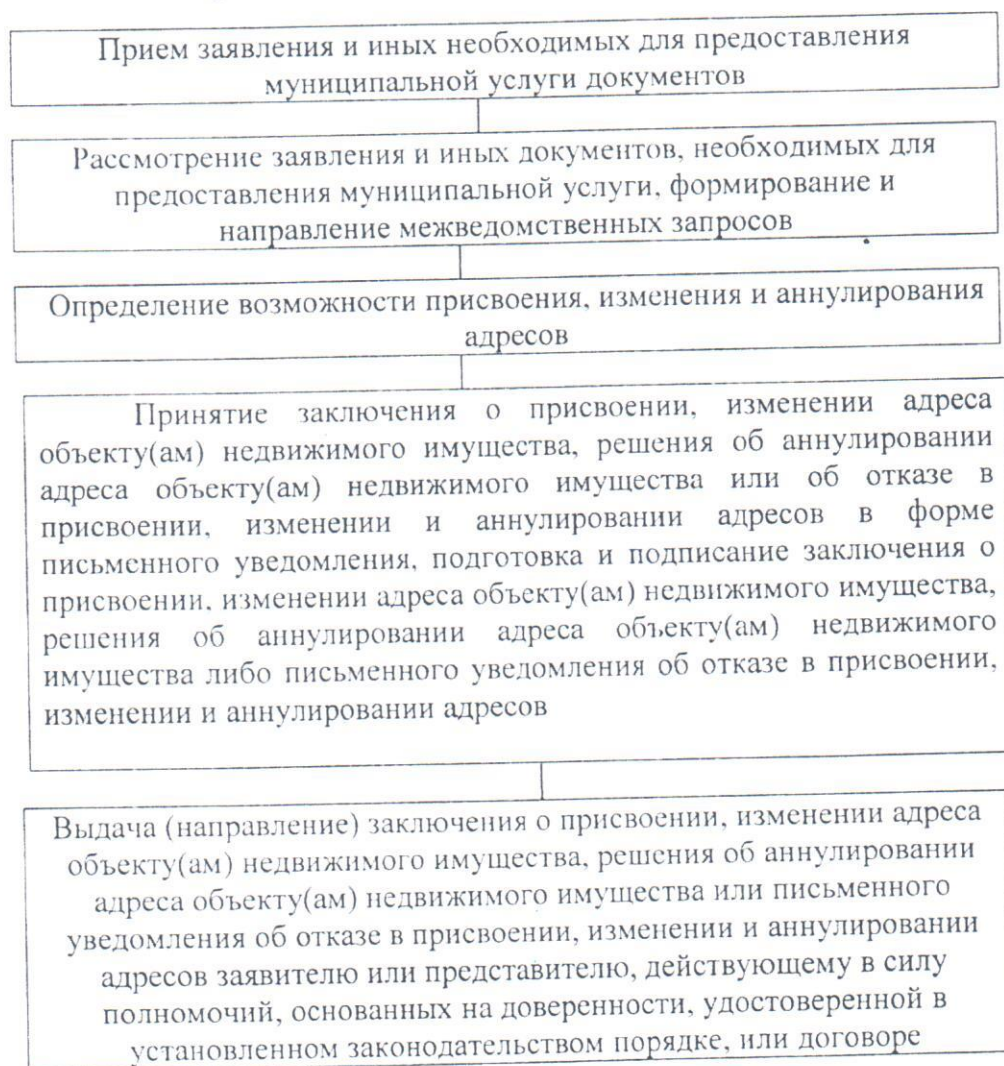 Прием заявления и иных необходимых для предоставления
муниципальной услуги документов
Рассмотрение заявления и иных документов, необходимых для
предоставления муниципальной услуги, формирование и
направление межведомственных запросов
Определение возможности присвоения, изменения и аннулирования
адресов
Принятие заключения о присвоении, изменении адреса
объекту(ам) недвижимого имущества, решения об аннулировании
адреса объекту(ам) недвижимого имущества или об отказе в
присвоении, изменении и аннулировании адресов в форме
письменного уведомления, подготовка и подписание заключения о
присвоении, изменении адреса объекту(ам) недвижимого имущества,
решения об аннулировании адреса объекту(ам) недвижимого
имущества либо письменного уведомления об отказе в присвоении,
изменении и аннулировании адресов
Выдача (направление) заключения о присвоении, изменении адреса
объекту(ам) недвижимого имущества, решения об аннулировании
адреса объекту(ам) недвижимого имущества или письменного
уведомления об отказе в присвоении, изменении и аннулировании
адресов заявителю или представителю, действующему в силу
полномочий, основанных на доверенности, удостоверенной в
установленном законодательством порядке, или договоре